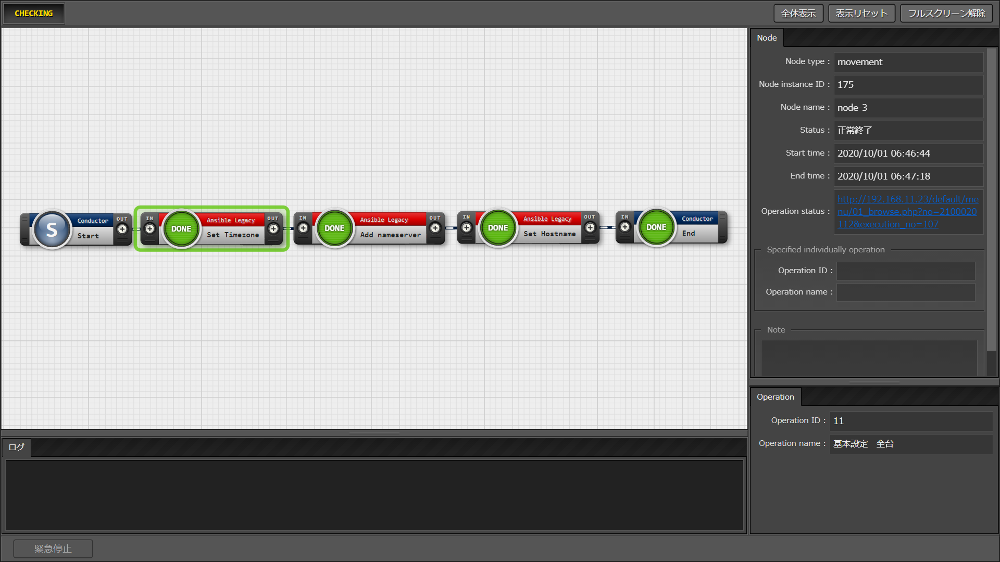 CHECKING
全体表示
表示リセット
フルスクリーン解除
S
Conductor
Start
OUT
IN
DONE
Ansible Legacy
Set Timezone
OUT
IN
DONE
Ansible Legacy
Add nameserver
OUT
IN
DONE
Ansible Legacy
Set Hostname
OUT
IN
DONE
Conductor
End
ログ
緊急停止
Node
Node type : movement
Node instance ID : 175
Node name : node-3
Status : 正常終了
Start time : 2020/10/01 06:46:44
End time : 2020/10/01 06:47:18
Operation status :
http://192.168.11.23/default/me
nu/01_browse.php?no=2100020
112&execution_no=107
Specified individually operation
Operation ID :
Operation name :
Note
Operation
Operation ID : 11
Operation name : 基本設定　全台